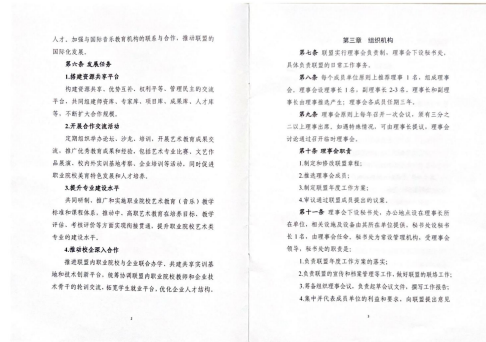 人才、加强与国际音乐教育机构的联系与合作，推动联盟的
国际化发展。
第六条 发展任务
1.搭建资源共享平台
构建资源共享、优势互补、权利平等、管理民主的交流
平台，共同组建师资库、专家库、项目库、成果库、人才库
等，不断扩大合作规模。
2.开展合作交流活动
定期组织举办论坛、沙龙、培训、开展艺术教育成果交
流，推广优秀教育成果和经验，包括艺术专业比赛、文艺作
品展演、校内外实训基地考察、企业培训等活动，同时促进
职业院校美育特色发展和人才培养。
3.提升专业建设水平
共同研制、推广和实施职业院校艺术教育（音乐）教学
标准和课程体系，推动中、高职艺术教育在培养目标、教学
评估、考核评价等方面实现衔接贯通，提升职业院校艺术类
专业的建设水平。
4.推动校企深入合作
推进联盟内职业院校与企业联合办学，共建共享实训基
地和技术创新平台，统筹协调联盟内职业院校教师和企业技
术骨干的轮训交流，拓宽学生就业平台，优化企业人才结构。
第三章 组织机构
第七条 联盟实行理事会负责制，理事会下设秘书处，
具体负责联盟的日常工作事务。
第八条 每个成员单位原则上推荐理事 1 名，组成理事
会。理事会设理事长 1 名、副理事长 2-3 名，理事长和副理
事长由理事推选产生；理事会各成员任期三年。
第九条 理事会原则上每年召开一次会议，须有三分之
二以上理事出席。如遇特殊情况，可由理事长提议，理事会
讨论通过后召开临时理事会。
第十条 理事会职责
1.制定和修改联盟章程；
2.推选理事会成员；
3.制定联盟年度工作方案；
4.审议通过联盟成员提出的议案。
第十一条 理事会下设秘书处，办公地点设在理事长所
在单位，相关设施及设备由其所在单位提供。秘书处设秘书
长 1 名，由理事会任命。秘书处为常设管理机构，受理事会
领导，秘书处的职责是：
1.负责联盟年度工作方案的落实；
2.负责联盟的宣传和档案管理等工作，做好联盟的联络工作；
3.筹备组织理事会议，负责起草会议文件，撰写工作报告；
4.集中并代表成员单位的利益和要求，向联盟提出意见